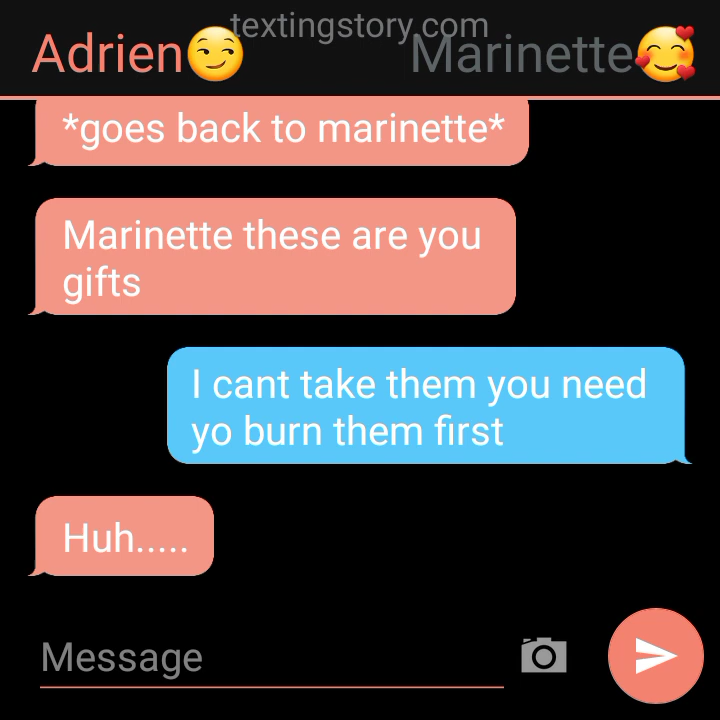 textingstory.com
Adrien😏 Marinette🥰
*goes back to marinette*
Marinette these are you
gifts
I cant take them you need
yo burn them first
Huh.....
Message